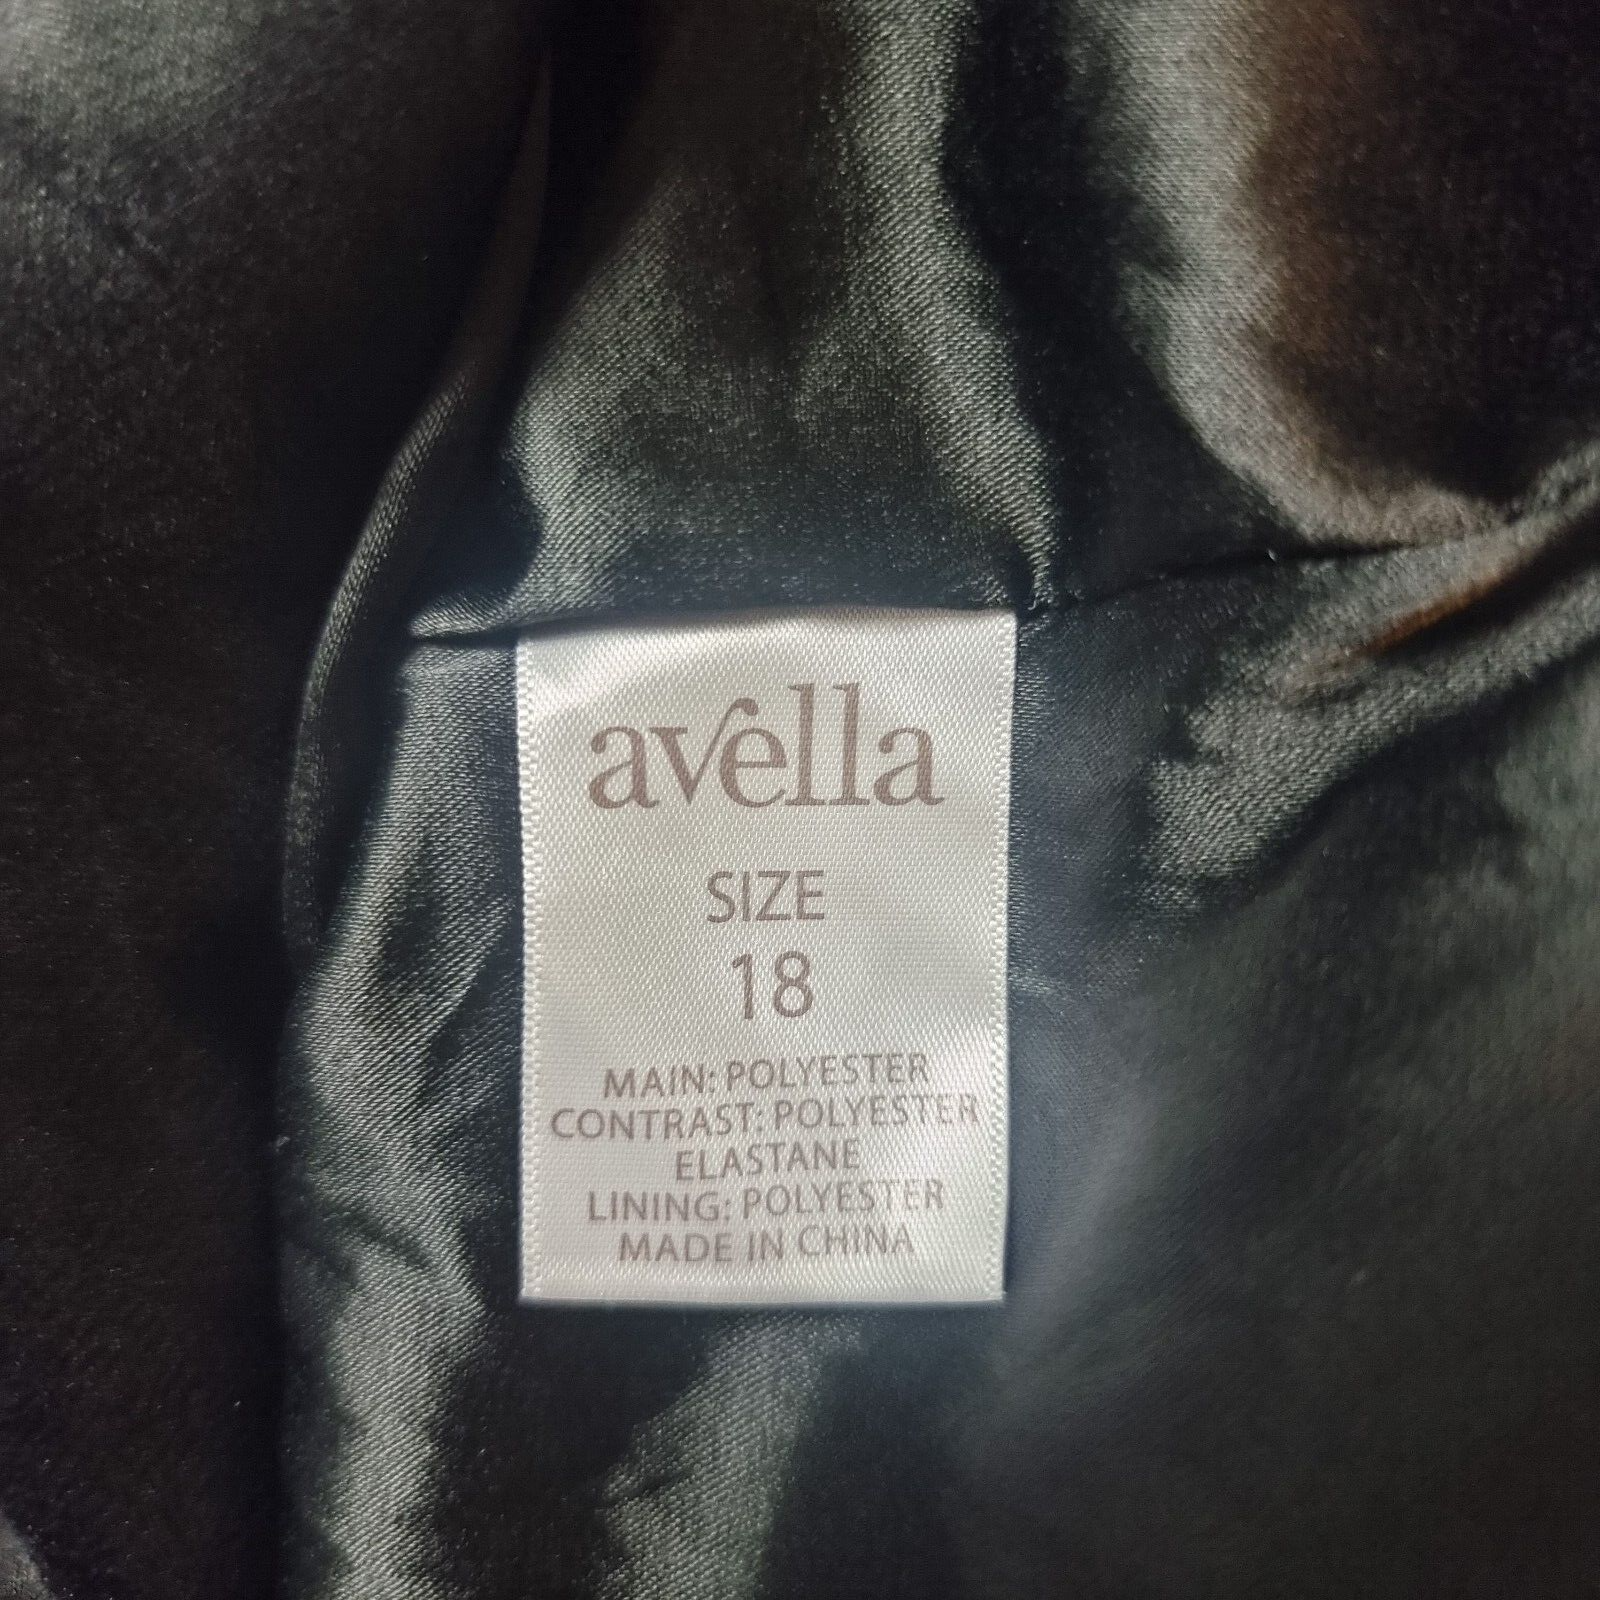 avella
SIZE
18
MAIN: POLYESTER
CONTRAST: POLYESTER
ELASTANE
LINING: POLYESTER
MADE IN CHINA